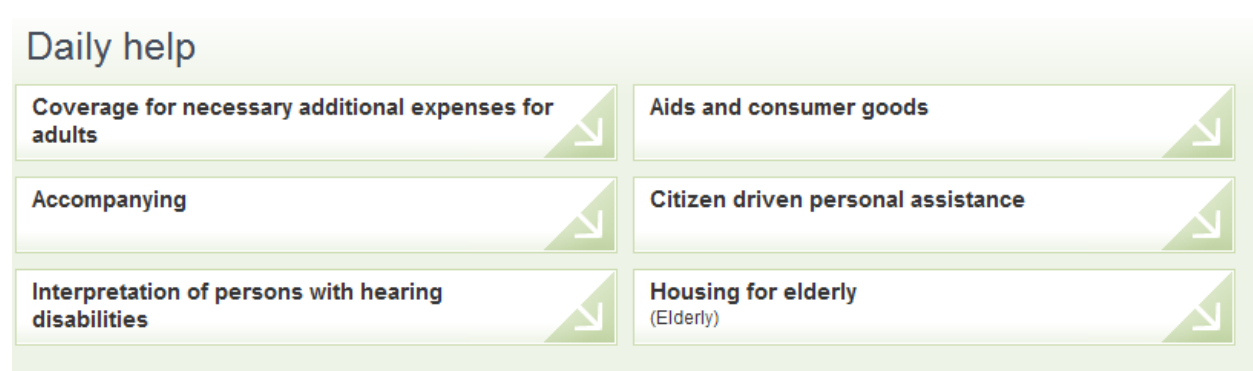 Daily help
Coverage for necessary additional expenses for
adults
Aids and consumer goods
Accompanying
Citizen driven personal assistance
Interpretation of persons with hearing
disabilities
Housing for elderly
(Elderly)